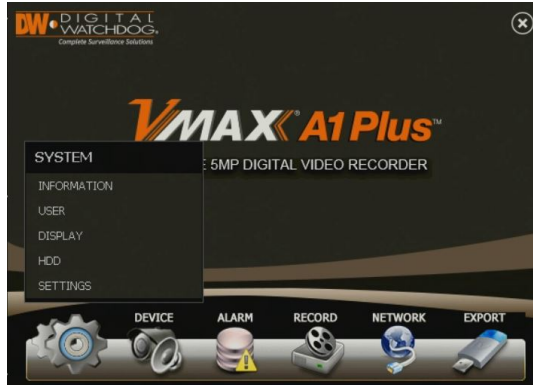 DW DIGITAL
WATCHDOG®
Complete Surveillance Solutions
VMAX® A1 Plus™
5MP DIGITAL VIDEO RECORDER
SYSTEM
INFORMATION
USER
DISPLAY
HDD
SETTINGS
DEVICE
ALARM
RECORD
NETWORK
EXPORT